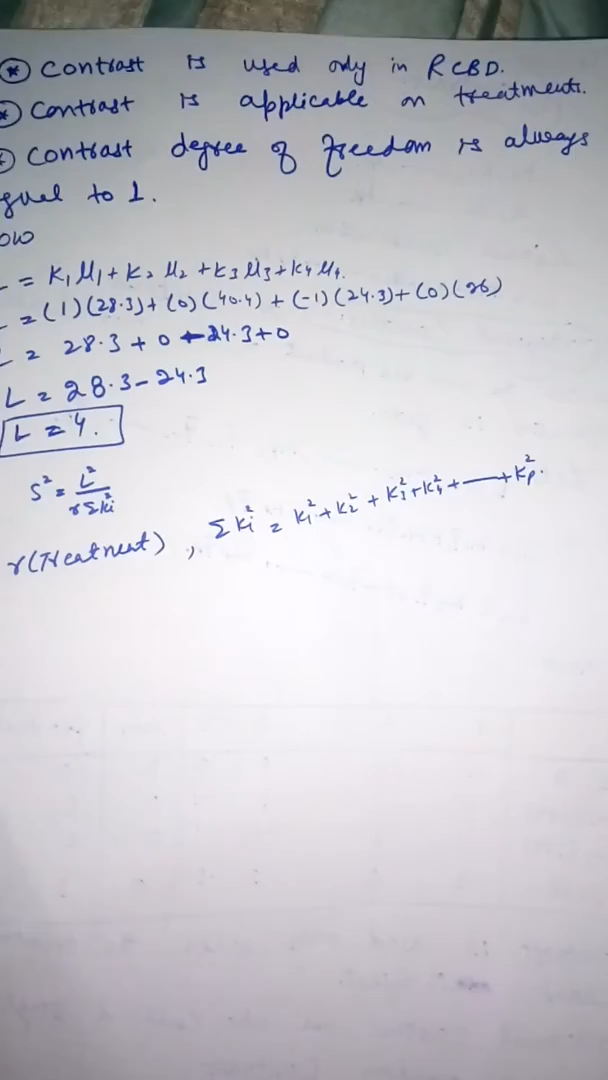 * Contrast is used only in RCBD.
* Contrast is applicable on treatments.
* Contrast degree of freedom is always
qual to 1.
ow
L = K₁ M₁ + K₂ M₂ + K₃ M₃ + K₄ M₄.
L = (1)(28.3) + (0)(40.4) + (-1)(24.3) + (0)(26)
L = 28.3 + 0 - 24.3 + 0
L = 28.3 - 24.3
L = 4.
S² = L² / r Σki²
r(Treatment), Σki² = k₁² + k₂² + k₃² + k₄² + — + kp².